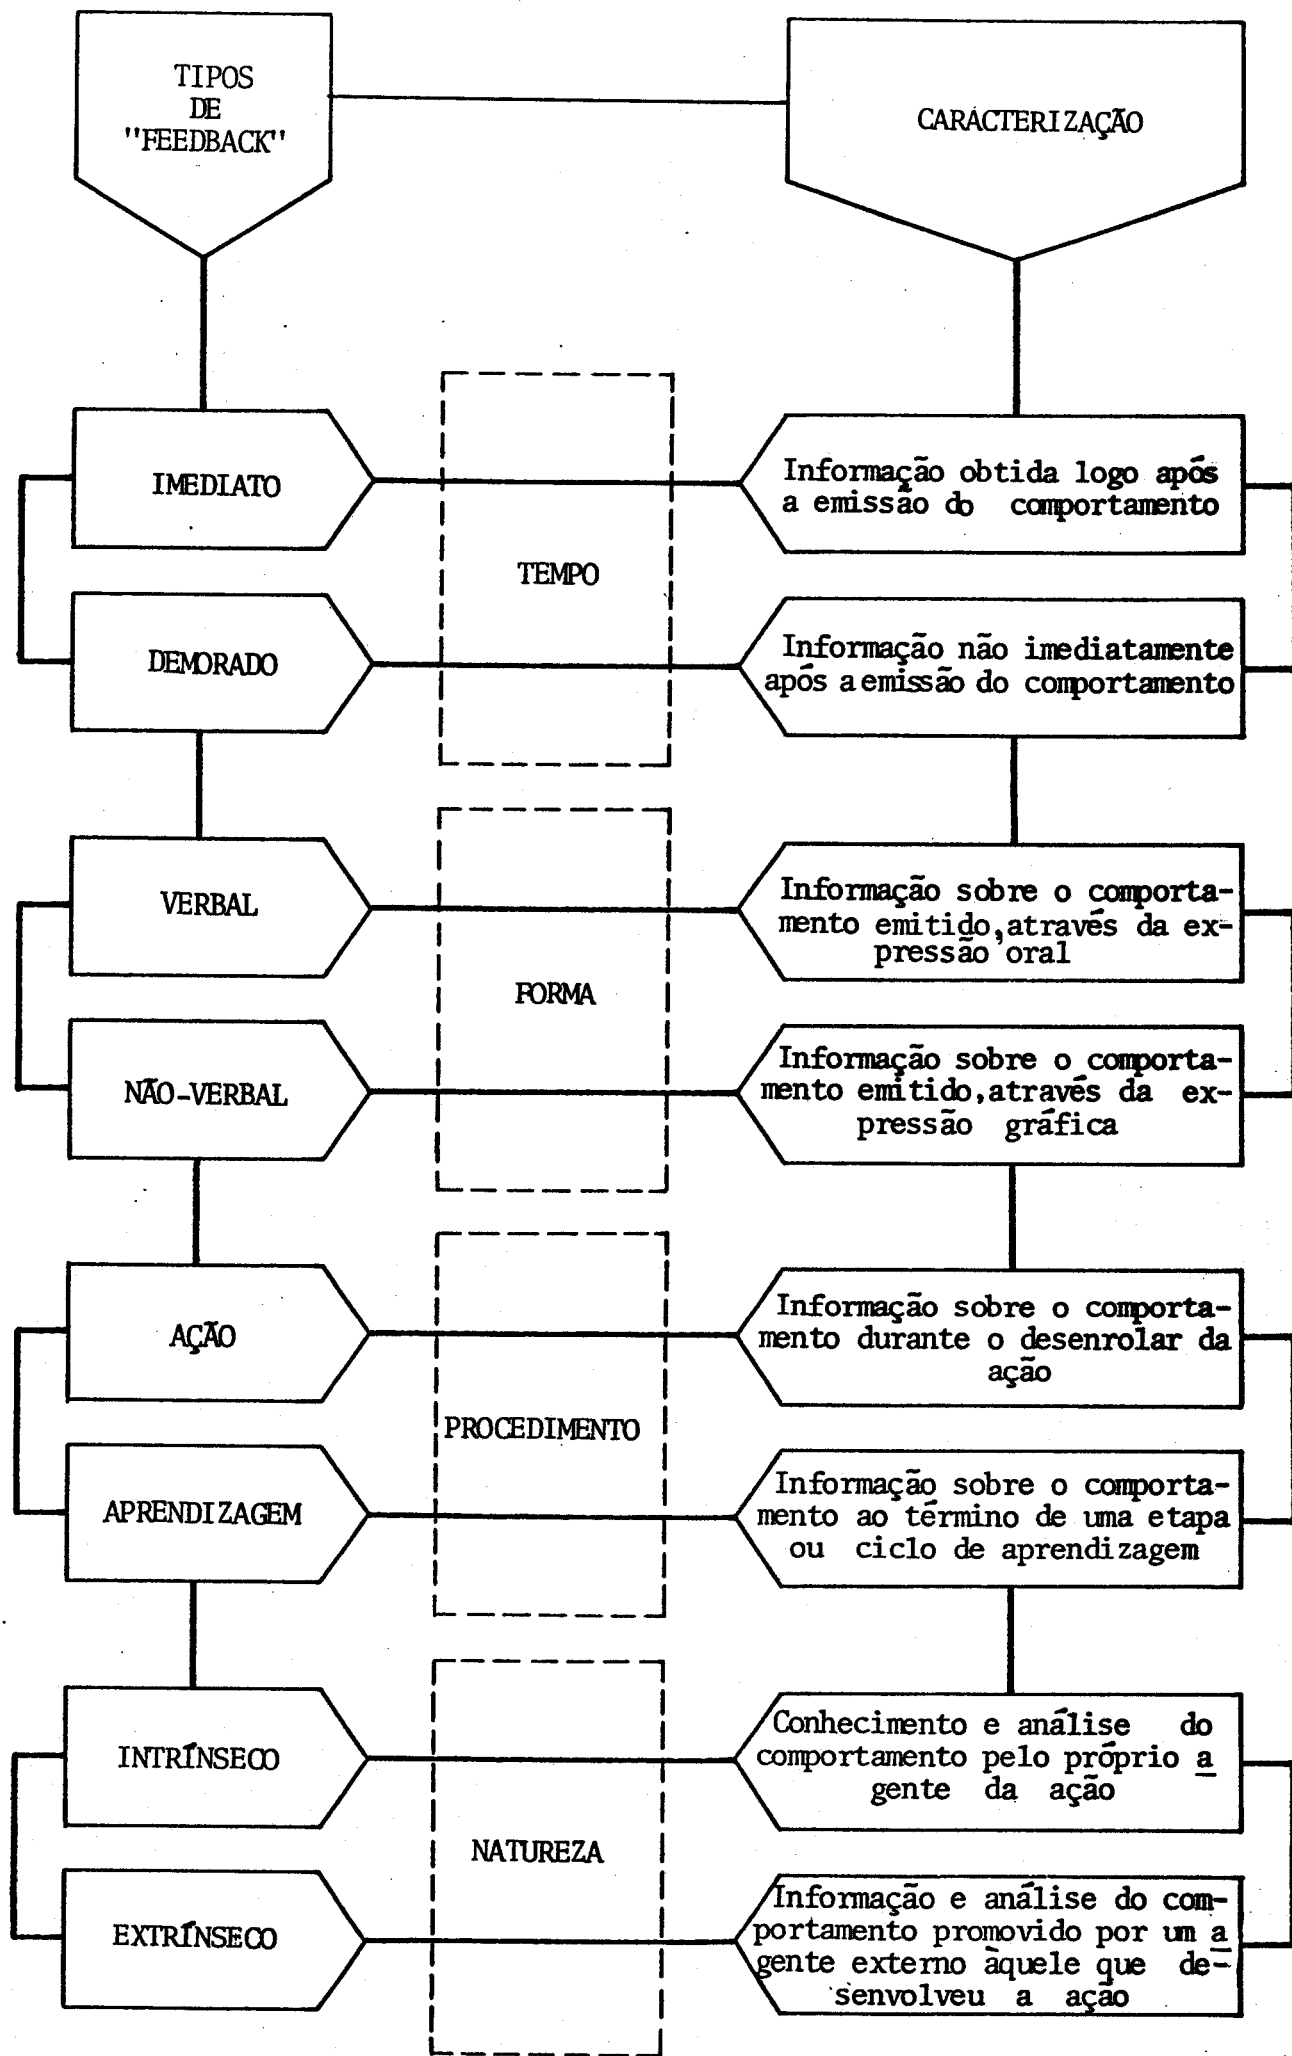 TIPOS
DE
"FEEDBACK"
CARACTERIZAÇÃO
IMEDIATO
Informação obtida logo após
a emissão do comportamento
TEMPO
DEMORADO
Informação não imediatamente
após a emissão do comportamento
VERBAL
Informação sobre o comporta-
mento emitido, através da ex-
pressão oral
FORMA
NÃO-VERBAL
Informação sobre o comporta-
mento emitido, através da ex-
pressão gráfica
AÇÃO
Informação sobre o comporta-
mento durante o desenrolar da
ação
PROCEDIMENTO
APRENDIZAGEM
Informação sobre o comporta-
mento ao término de uma etapa
ou ciclo de aprendizagem
INTRÍNSECO
Conhecimento e análise do
comportamento pelo próprio a
gente da ação
NATUREZA
EXTRÍNSECO
Informação e análise do com-
portamento promovido por um a
gente externo àquele que de-
senvolveu a ação